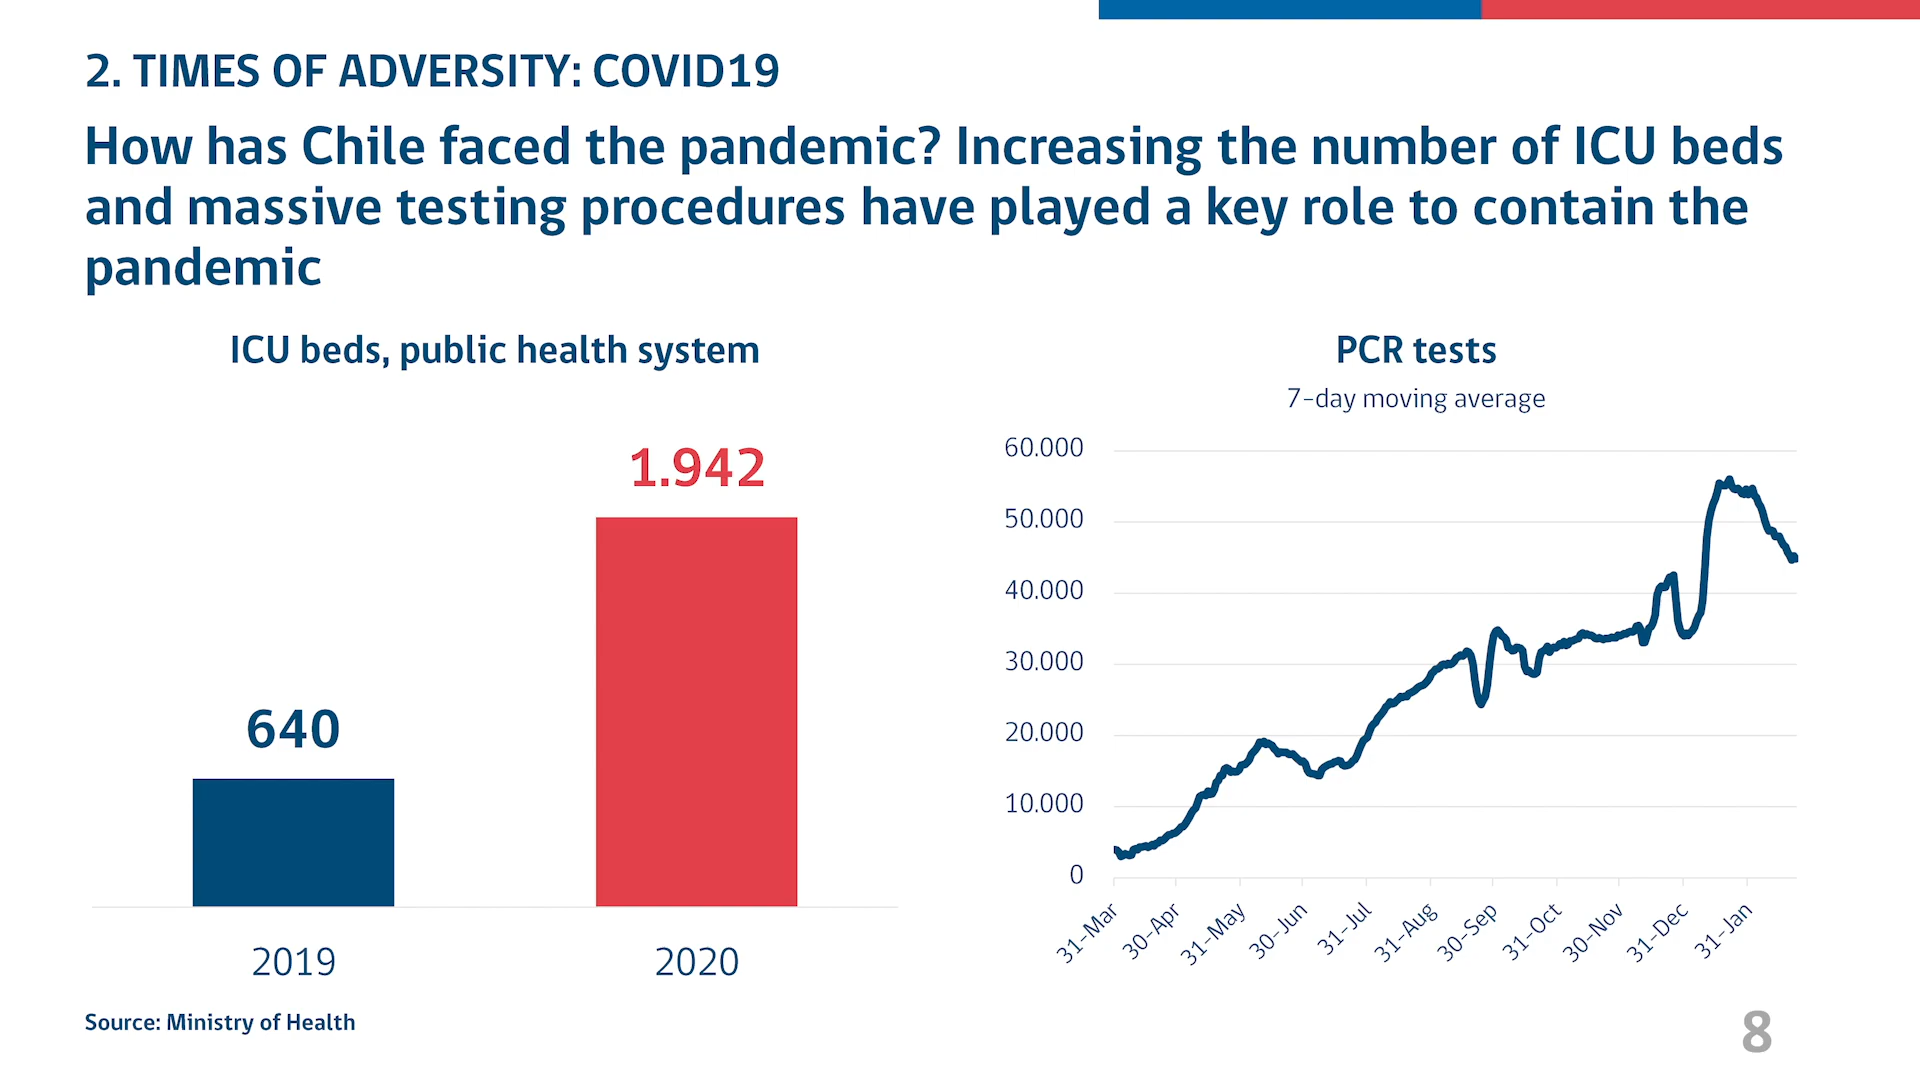 2. TIMES OF ADVERSITY: COVID19
How has Chile faced the pandemic? Increasing the number of ICU beds
and massive testing procedures have played a key role to contain the
pandemic
ICU beds, public health system
1.942
640
2019
2020
PCR tests
7-day moving average
60.000
50.000
40.000
30.000
20.000
10.000
0
31-Mar
30-Apr
31-May
30-Jun
31-Jul
31-Aug
30-Sep
31-Oct
30-Nov
31-Dec
31-Jan
Source: Ministry of Health
8